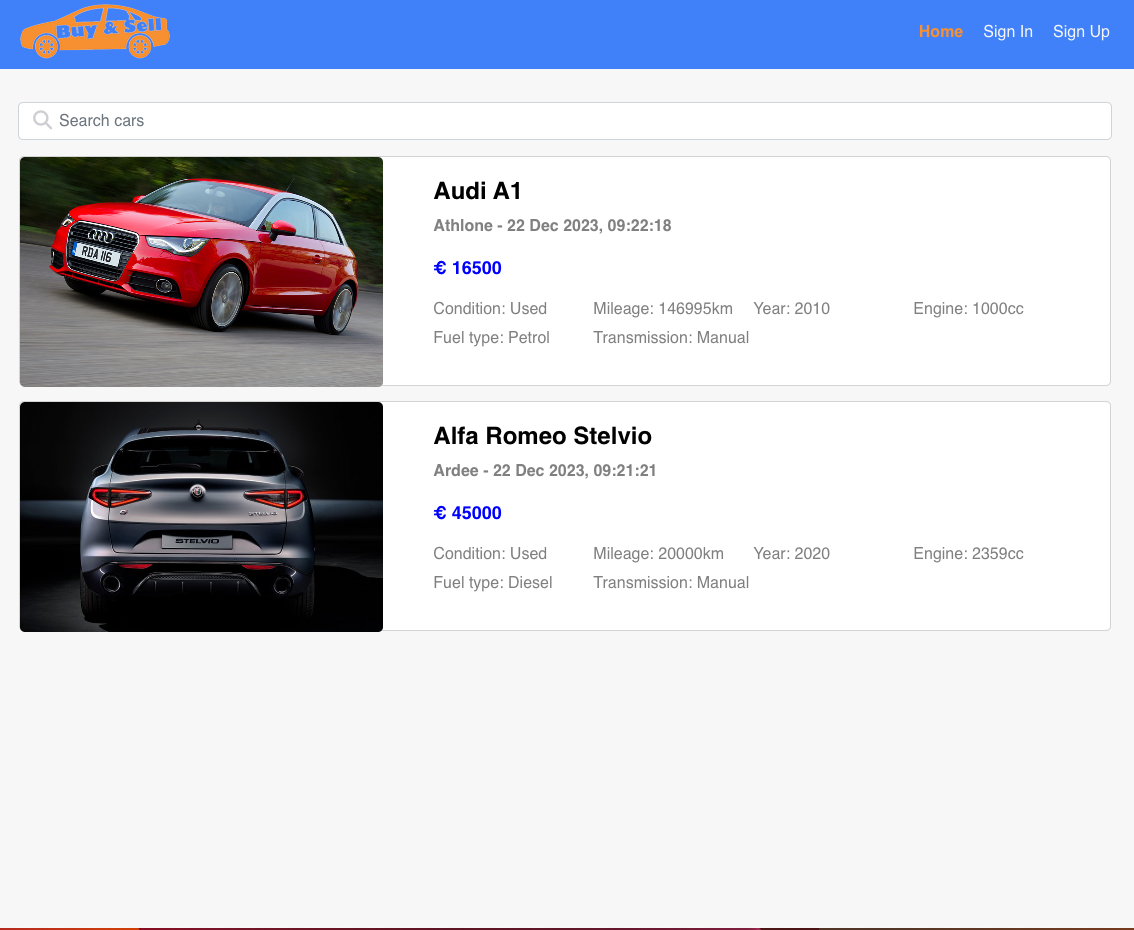 Buy & Sell
Home Sign In Sign Up
Search cars
RDA 116
Audi A1
Athlone - 22 Dec 2023, 09:22:18
€ 16500
Condition: Used Mileage: 146995km Year: 2010 Engine: 1000cc
Fuel type: Petrol Transmission: Manual
STELVIO
STELVIO
Alfa Romeo Stelvio
Ardee - 22 Dec 2023, 09:21:21
€ 45000
Condition: Used Mileage: 20000km Year: 2020 Engine: 2359cc
Fuel type: Diesel Transmission: Manual